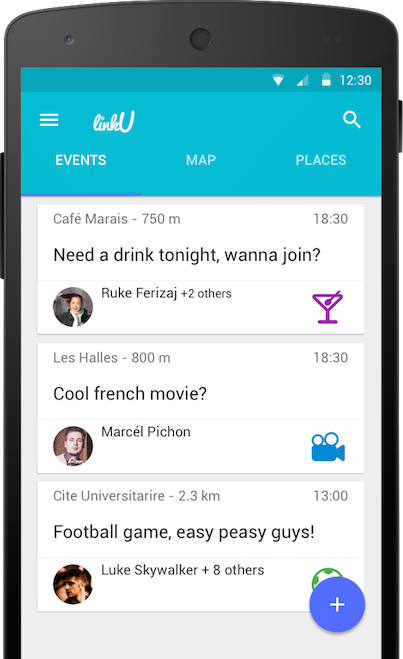 12:30
linkU
EVENTS MAP PLACES
Café Marais - 750 m 18:30
Need a drink tonight, wanna join?
Ruke Ferizaj +2 others
Les Halles - 800 m 18:30
Cool french movie?
Marcél Pichon
Cite Universitarire - 2.3 km 13:00
Football game, easy peasy guys!
Luke Skywalker + 8 others
+